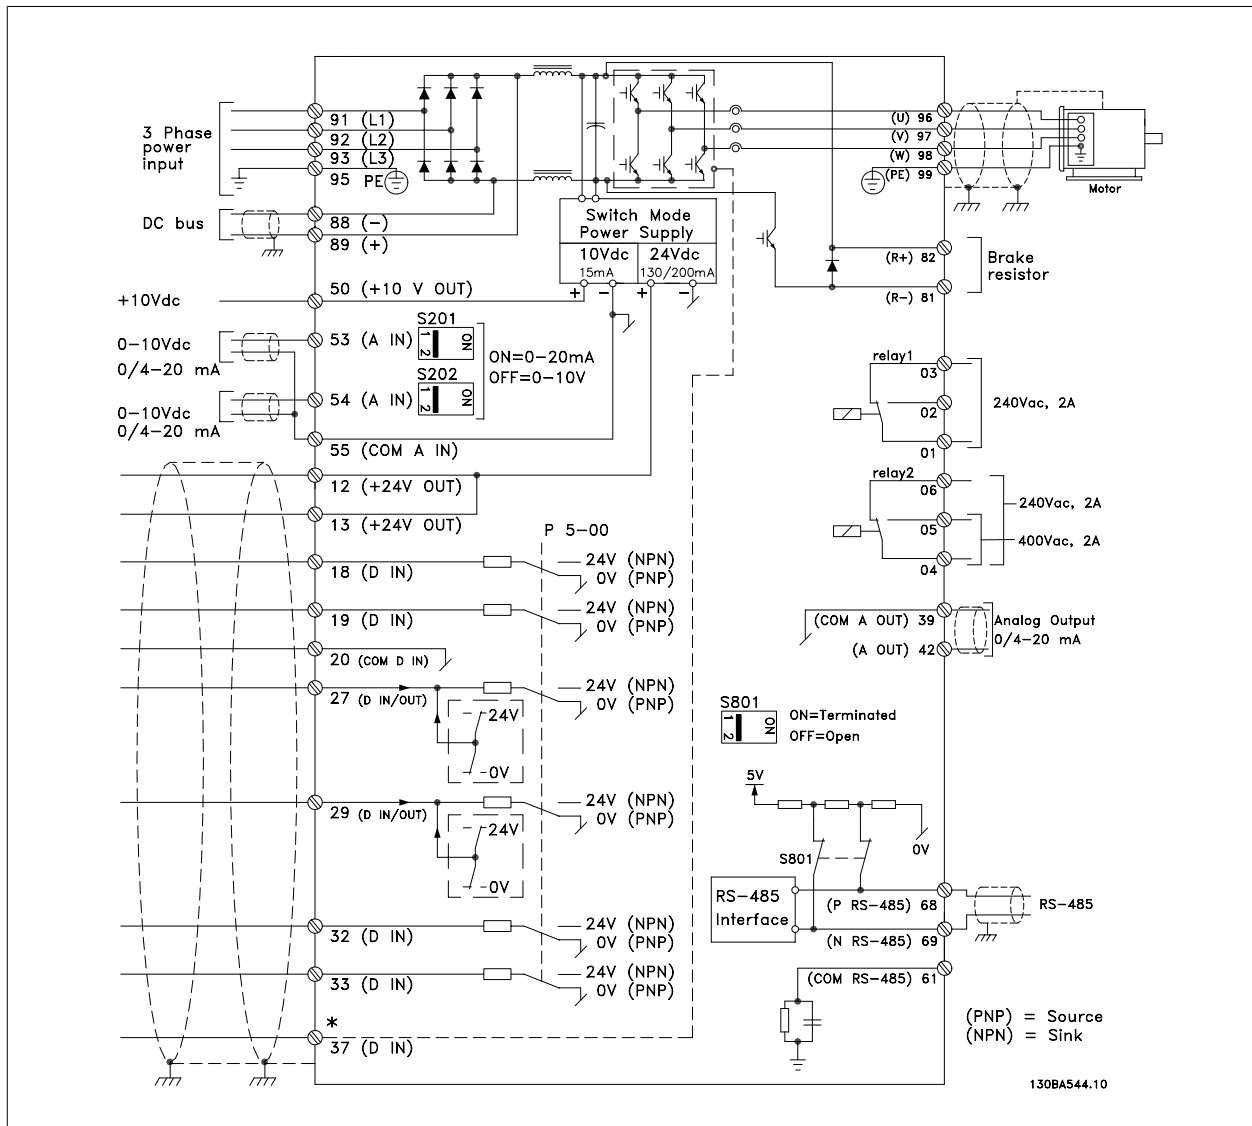 3 Phase
power
input
91 (L1)
92 (L2)
93 (L3)
95 PE
DC bus
88 (-)
89 (+)
Switch Mode
Power Supply
10Vdc
15mA
24Vdc
130/200mA
+ - + -
(U) 96
(V) 97
(W) 98
(PE) 99
Motor
(R+) 82
(R-) 81
Brake
resistor
+10Vdc
50 (+10 V OUT)
0-10Vdc
0/4-20 mA
53 (A IN)
S201
1 2
ON
S202
1 2
ON
ON=0-20mA
OFF=0-10V
0-10Vdc
0/4-20 mA
54 (A IN)
55 (COM A IN)
12 (+24V OUT)
13 (+24V OUT)
relay1
03
02
01
240Vac, 2A
relay2
06
05
04
240Vac, 2A
400Vac, 2A
P 5-00
18 (D IN)
24V (NPN)
0V (PNP)
19 (D IN)
24V (NPN)
0V (PNP)
20 (COM D IN)
27 (D IN/OUT)
24V (NPN)
0V (PNP)
24V
0V
29 (D IN/OUT)
24V (NPN)
0V (PNP)
24V
0V
32 (D IN)
24V (NPN)
0V (PNP)
33 (D IN)
24V (NPN)
0V (PNP)
*
37 (D IN)
(COM A OUT) 39
(A OUT) 42
Analog Output
0/4-20 mA
S801
1 2
ON
ON=Terminated
OFF=Open
5V
0V
S801
RS-485
Interface
(P RS-485) 68
(N RS-485) 69
RS-485
(COM RS-485) 61
(PNP) = Source
(NPN) = Sink
130BA544.10